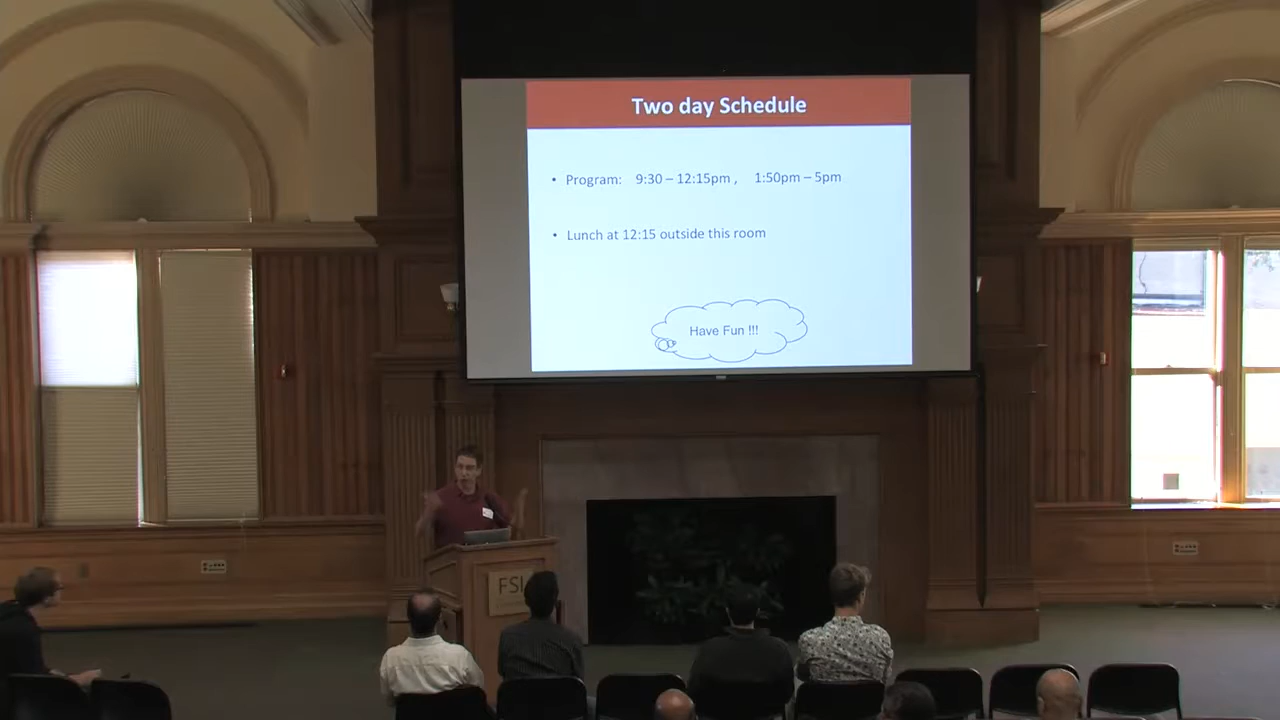 Two day Schedule
• Program: 9:30 – 12:15pm , 1:50pm – 5pm
• Lunch at 12:15 outside this room
Have Fun !!!
FSI